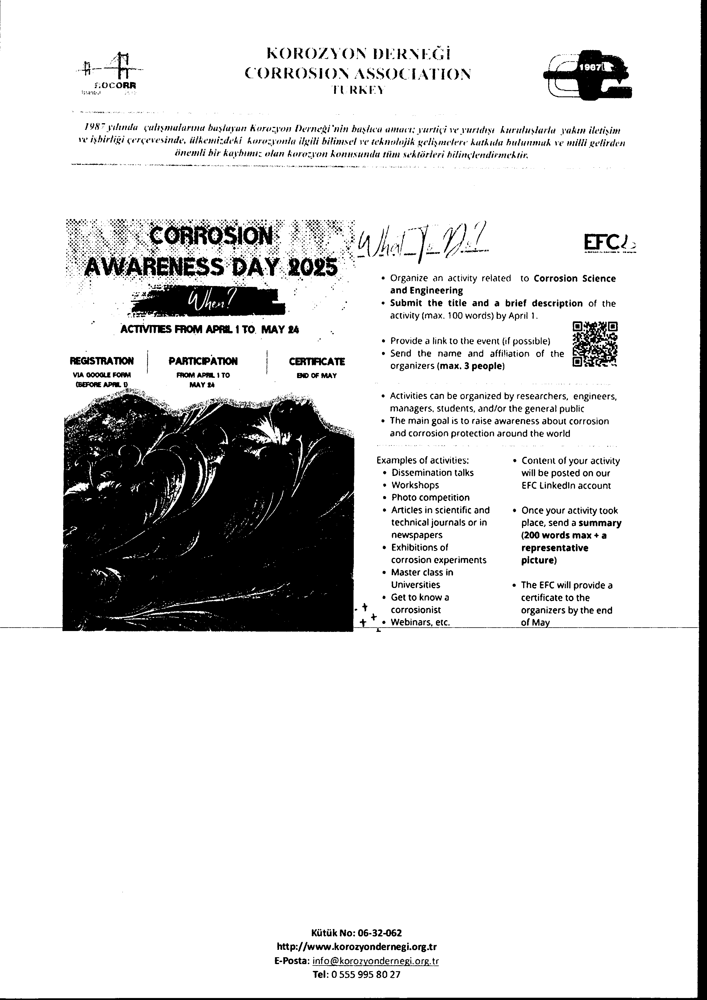 KOROZYON DERNEĞİ
CORROSION ASSOCIATION
TURKEY
1987
1987 yılında çalışmalarına başlayan Korozyon Derneği'nin başlıca amacı; yurtiçi ve yurtdışı kuruluşlarla yakın iletişim
ve işbirliği çerçevesinde, ülkemizdeki korozyonla ilgili bilimsel ve teknolojik gelişmelere katkıda bulunmak ve milli gelirden
önemli bir kaybımız olan korozyon konusunda tüm sektörleri bilinçlendirmektir.
CORROSION
AWARENESS DAY 2025
When?
ACTIVITIES FROM APRIL 1 TO MAY 24
REGISTRATION
VIA GOOGLE FORM
(BEFORE APRIL 1)
PARTICIPATION
FROM APRIL 1 TO
MAY 24
CERTIFICATE
END OF MAY
What To Do?
EFC
• Organize an activity related to Corrosion Science
and Engineering
• Submit the title and a brief description of the
activity (max. 100 words) by April 1.
• Provide a link to the event (if possible)
• Send the name and affiliation of the
organizers (max. 3 people)
• Activities can be organized by researchers, engineers,
managers, students, and/or the general public
• The main goal is to raise awareness about corrosion
and corrosion protection around the world
Examples of activities:
• Dissemination talks
• Workshops
• Photo competition
• Articles in scientific and
technical journals or in
newspapers
• Exhibitions of
corrosion experiments
• Master class in
Universities
• Get to know a
corrosionist
• Webinars, etc.
• Content of your activity
will be posted on our
EFC LinkedIn account
• Once your activity took
place, send a summary
(200 words max + a
representative
picture)
• The EFC will provide a
certificate to the
organizers by the end
of May
Kütük No: 06-32-062
http://www.korozyondernegi.org.tr
E-Posta: info@korozyondernegi.org.tr
Tel: 0 555 995 80 27